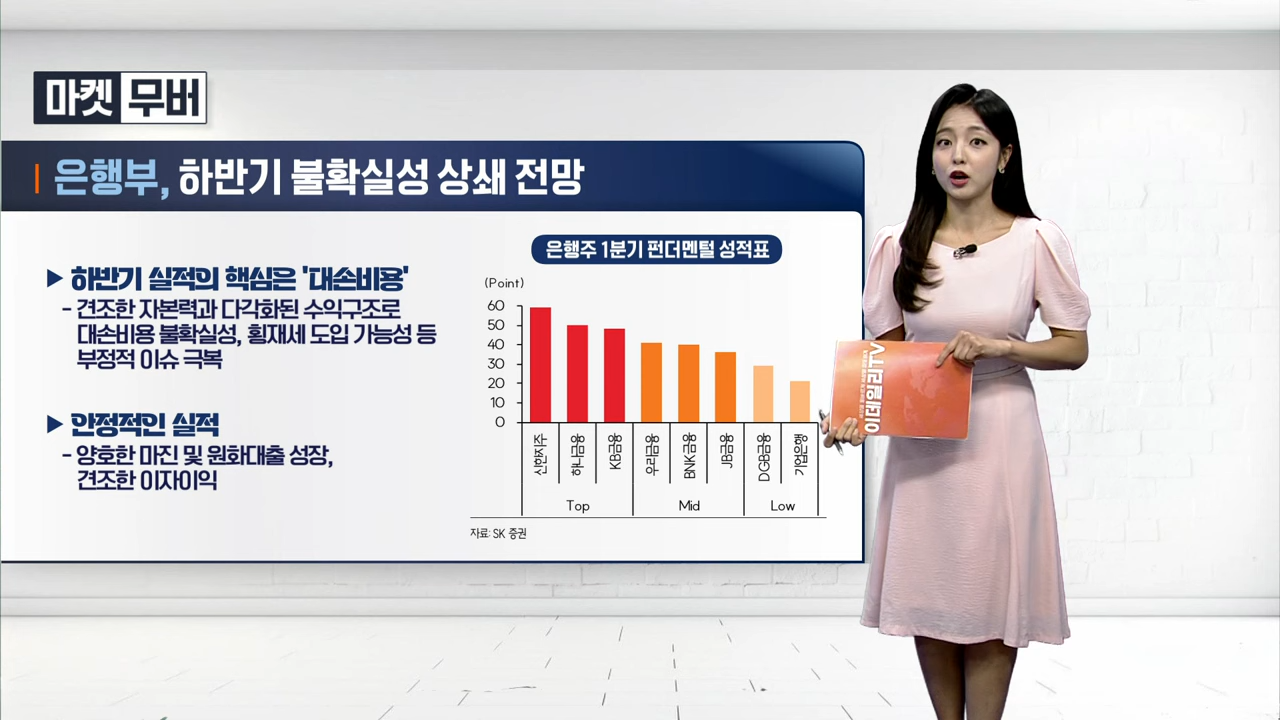 마켓 무버
은행부, 하반기 불확실성 상쇄 전망
▶ 하반기 실적의 핵심은 '대손비용'
- 견조한 자본력과 다각화된 수익구조로
대손비용 불확실성, 횡재세 도입 가능성 등
부정적 이슈 극복
▶ 안정적인 실적
- 양호한 마진 및 원화대출 성장,
견조한 이자이익
은행주 1분기 펀더멘털 성적표
(Point)
60
50
40
30
20
10
0
신한지주
하나금융
KB금융
우리금융
BNK금융
JB금융
DGB금융
기업은행
Top
Mid
Low
자료: SK 증권
이데일리TV